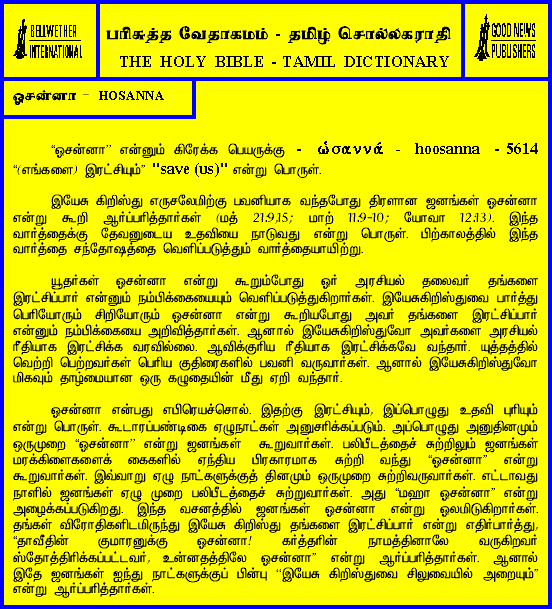 BELLWETHER
INTERNATIONAL
பரிசுத்த வேதாகமம் - தமிழ் சொல்லகராதி
THE HOLY BIBLE - TAMIL DICTIONARY
GOOD NEWS
PUBLISHERS
ஓசன்னா - HOSANNA
“ஓசன்னா” என்னும் கிரேக்க பெயருக்கு - ὡσαννά - hoosanna - 5614
“(எங்களை) இரட்சியும்” "save (us)" என்று பொருள்.
இயேசு கிறிஸ்து எருசலேமிற்கு பவனியாக வந்தபோது திரளான ஜனங்கள் ஓசன்னா
என்று கூறி ஆர்ப்பரித்தார்கள் (மத் 21:9,15; மாற் 11:9-10; யோவா 12:13). இந்த
வார்த்தைக்கு தேவனுடைய உதவியை நாடுவது என்று பொருள். பிற்காலத்தில் இந்த
வார்த்தை சந்தோஷத்தை வெளிப்படுத்தும் வார்த்தையாயிற்று.
யூதர்கள் ஓசன்னா என்று கூறும்போது ஓர் அரசியல் தலைவர் தங்களை
இரட்சிப்பார் என்னும் நம்பிக்கையையும் வெளிப்படுத்துகிறார்கள். இயேசுகிறிஸ்துவை பார்த்து
பெரியோரும் சிறியோரும் ஓசன்னா என்று கூறியபோது அவர் தங்களை இரட்சிப்பார்
என்னும் நம்பிக்கையை அறிவித்தார்கள். ஆனால் இயேசுகிறிஸ்துவோ அவர்களை அரசியல்
ரீதியாக இரட்சிக்க வரவில்லை. ஆவிக்குரிய ரீதியாக இரட்சிக்கவே வந்தார். யுத்தத்தில்
வெற்றி பெற்றவர்கள் பெரிய குதிரைகளில் பவனி வருவார்கள். ஆனால் இயேசுகிறிஸ்துவோ
மிகவும் தாழ்மையான ஒரு கழுதையின் மீது ஏறி வந்தார்.
ஓசன்னா என்பது எபிரெயச்சொல். இதற்கு இரட்சியும், இப்பொழுது உதவி புரியும்
என்று பொருள். கூடாரப்பண்டிகை ஏழுநாட்கள் அனுசரிக்கப்படும். அப்பொழுது அனுதினமும்
ஒருமுறை “ஓசன்னா” என்று ஜனங்கள் கூறுவார்கள். பலிபீடத்தைச் சுற்றிலும் ஜனங்கள்
மரக்கிளைகளைக் கைகளில் ஏந்திய பிரகாரமாக சுற்றி வந்து “ஓசன்னா” என்று
கூறுவார்கள். இவ்வாறு ஏழு நாட்களுக்குத் தினமும் ஒருமுறை சுற்றிவருவார்கள். எட்டாவது
நாளில் ஜனங்கள் ஏழு முறை பலிபீடத்தைச் சுற்றுவார்கள். அது “மஹா ஓசன்னா” என்று
அழைக்கப்படுகிறது. இந்த வசனத்தில் ஜனங்கள் ஓசன்னா என்று ஓலமிடுகிறார்கள்.
தங்கள் விரோதிகளிடமிருந்து இயேசு கிறிஸ்து தங்களை இரட்சிப்பார் என்று எதிர்பார்த்து,
“தாவீதின் குமாரனுக்கு ஓசன்னா! கர்த்தரின் நாமத்தினாலே வருகிறவர்
ஸ்தோத்திரிக்கப்பட்டவர், உன்னதத்திலே ஓசன்னா” என்று ஆர்ப்பரித்தார்கள். ஆனால்
இதே ஜனங்கள் ஐந்து நாட்களுக்குப் பின்பு “இயேசு கிறிஸ்துவை சிலுவையில் அறையும்”
என்று ஆர்ப்பரித்தார்கள்.